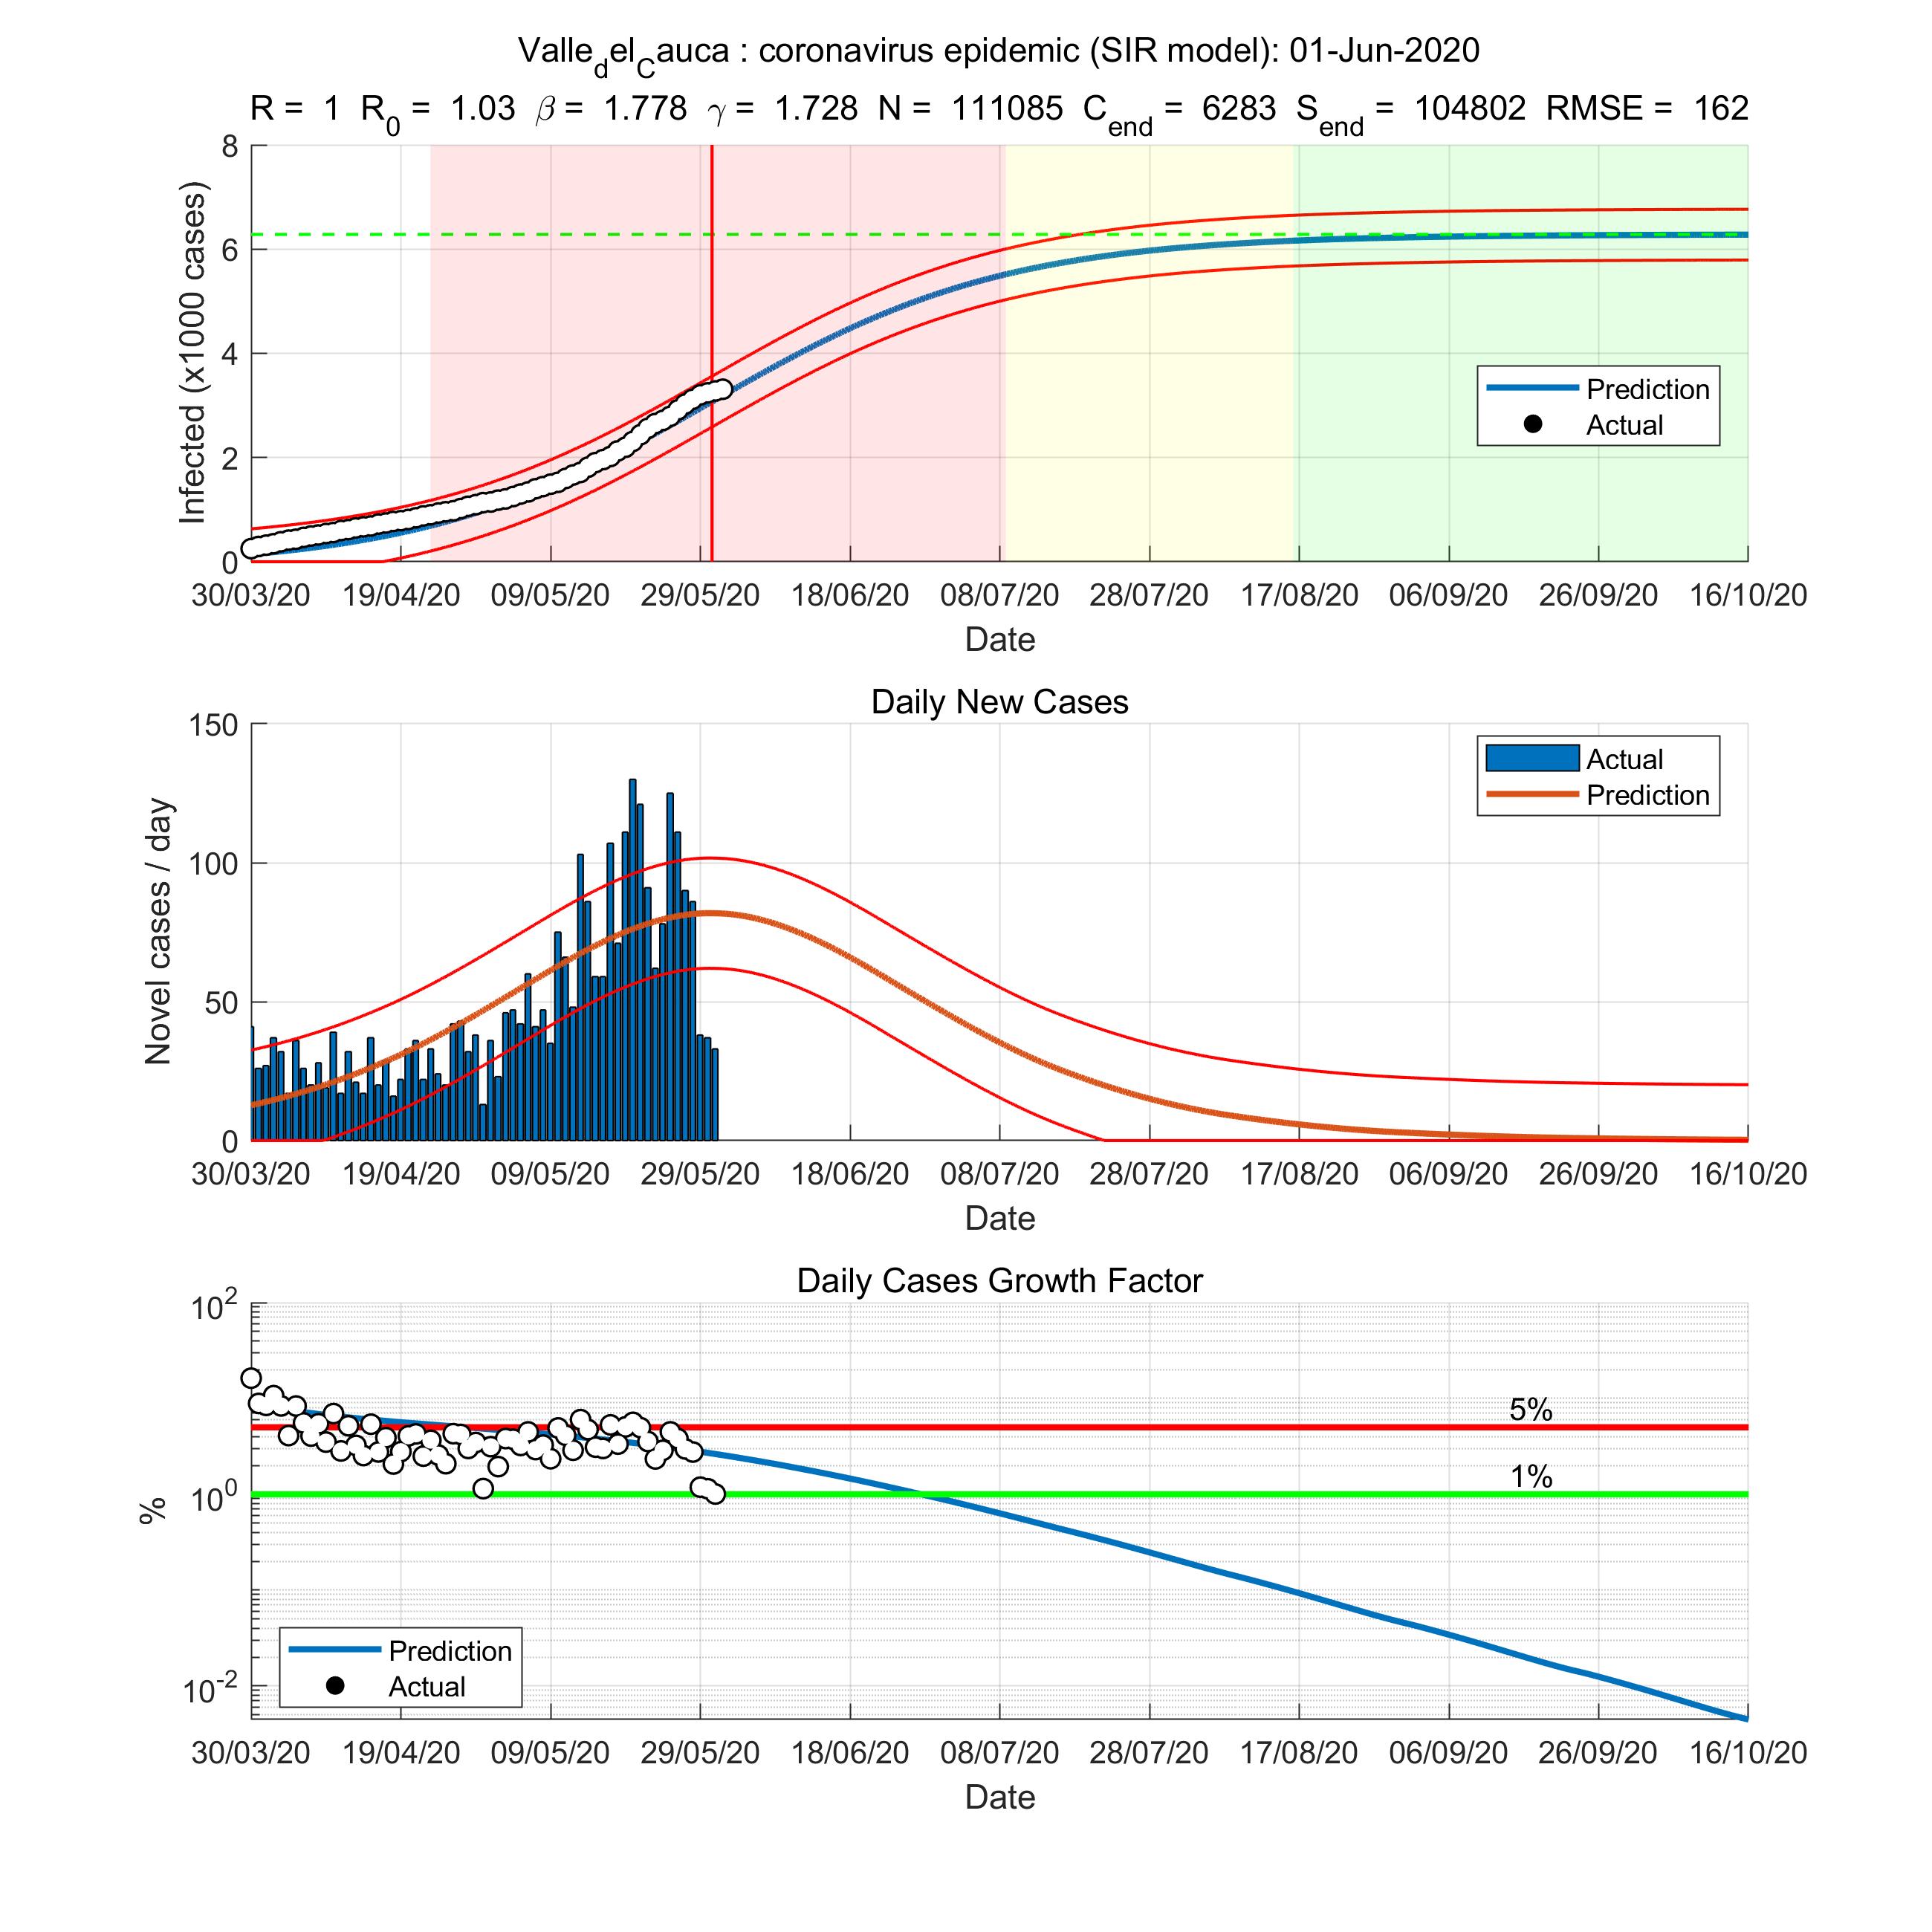 Valle_del_Cauca : coronavirus epidemic (SIR model): 01-Jun-2020
R = 1 R_0 = 1.03 β = 1.778 γ = 1.728 N = 111085 C_end = 6283 S_end = 104802 RMSE = 162
Infected (x1000 cases)
8
6
4
2
0
Prediction
Actual
30/03/20 19/04/20 09/05/20 29/05/20 18/06/20 08/07/20 28/07/20 17/08/20 06/09/20 26/09/20 16/10/20
Date
Daily New Cases
Novel cases / day
150
100
50
0
Actual
Prediction
30/03/20 19/04/20 09/05/20 29/05/20 18/06/20 08/07/20 28/07/20 17/08/20 06/09/20 26/09/20 16/10/20
Date
Daily Cases Growth Factor
%
10^2
10^0
10^-2
5%
1%
Prediction
Actual
30/03/20 19/04/20 09/05/20 29/05/20 18/06/20 08/07/20 28/07/20 17/08/20 06/09/20 26/09/20 16/10/20
Date